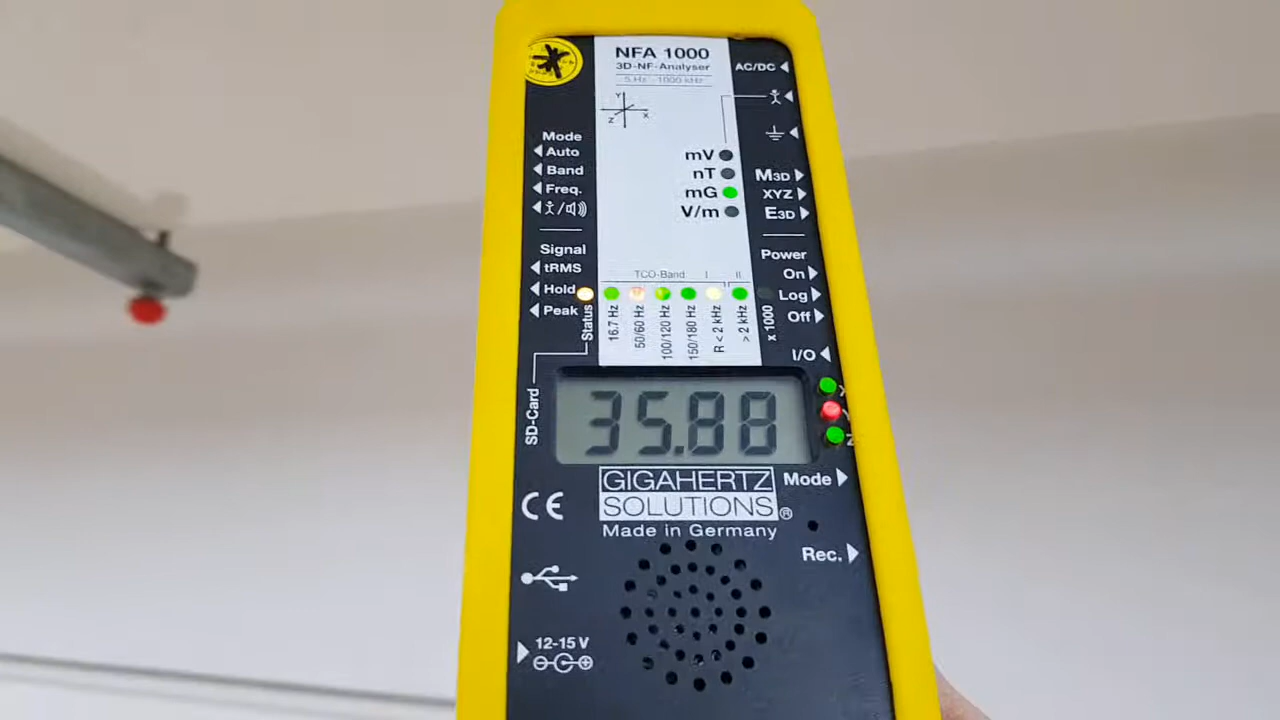 NFA 1000
3D-NF-Analyser
5 Hz - 1000 kHz
Y
Z X
AC/DC
Mode
Auto
Band
Freq.
mV
nT
mG
V/m
M3D
XYZ
E3D
Signal
tRMS
Hold
Peak
Power
On
Log
Off
I/O
TCO-Band I II
Status
16.7 Hz
50/60 Hz
100/120 Hz
150/180 Hz
R < 2 kHz
> 2 kHz
x 1000
SD-Card
35.88
X
Y
Z
GIGAHERTZ
SOLUTIONS®
Made in Germany
Mode
Rec.
CE
12-15 V